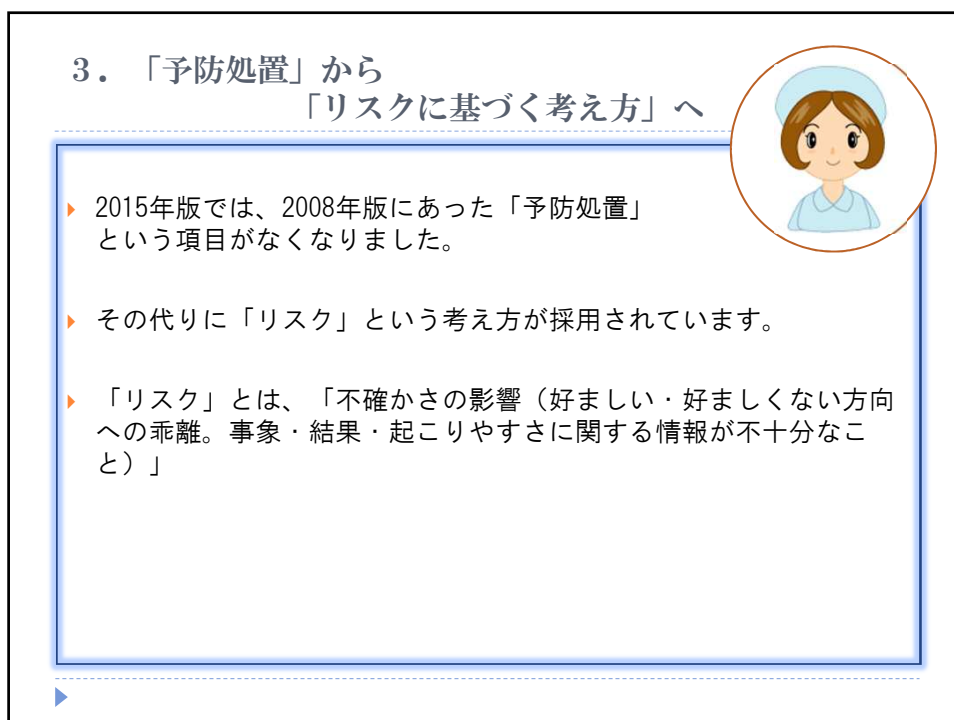 ３．「予防処置」から
「リスクに基づく考え方」へ
2015年版では、2008年版にあった「予防処置」
という項目がなくなりました。
その代りに「リスク」という考え方が採用されています。
「リスク」とは、「不確かさの影響（好ましい・好ましくない方向
への乖離。事象・結果・起こりやすさに関する情報が不十分なこ
と）」